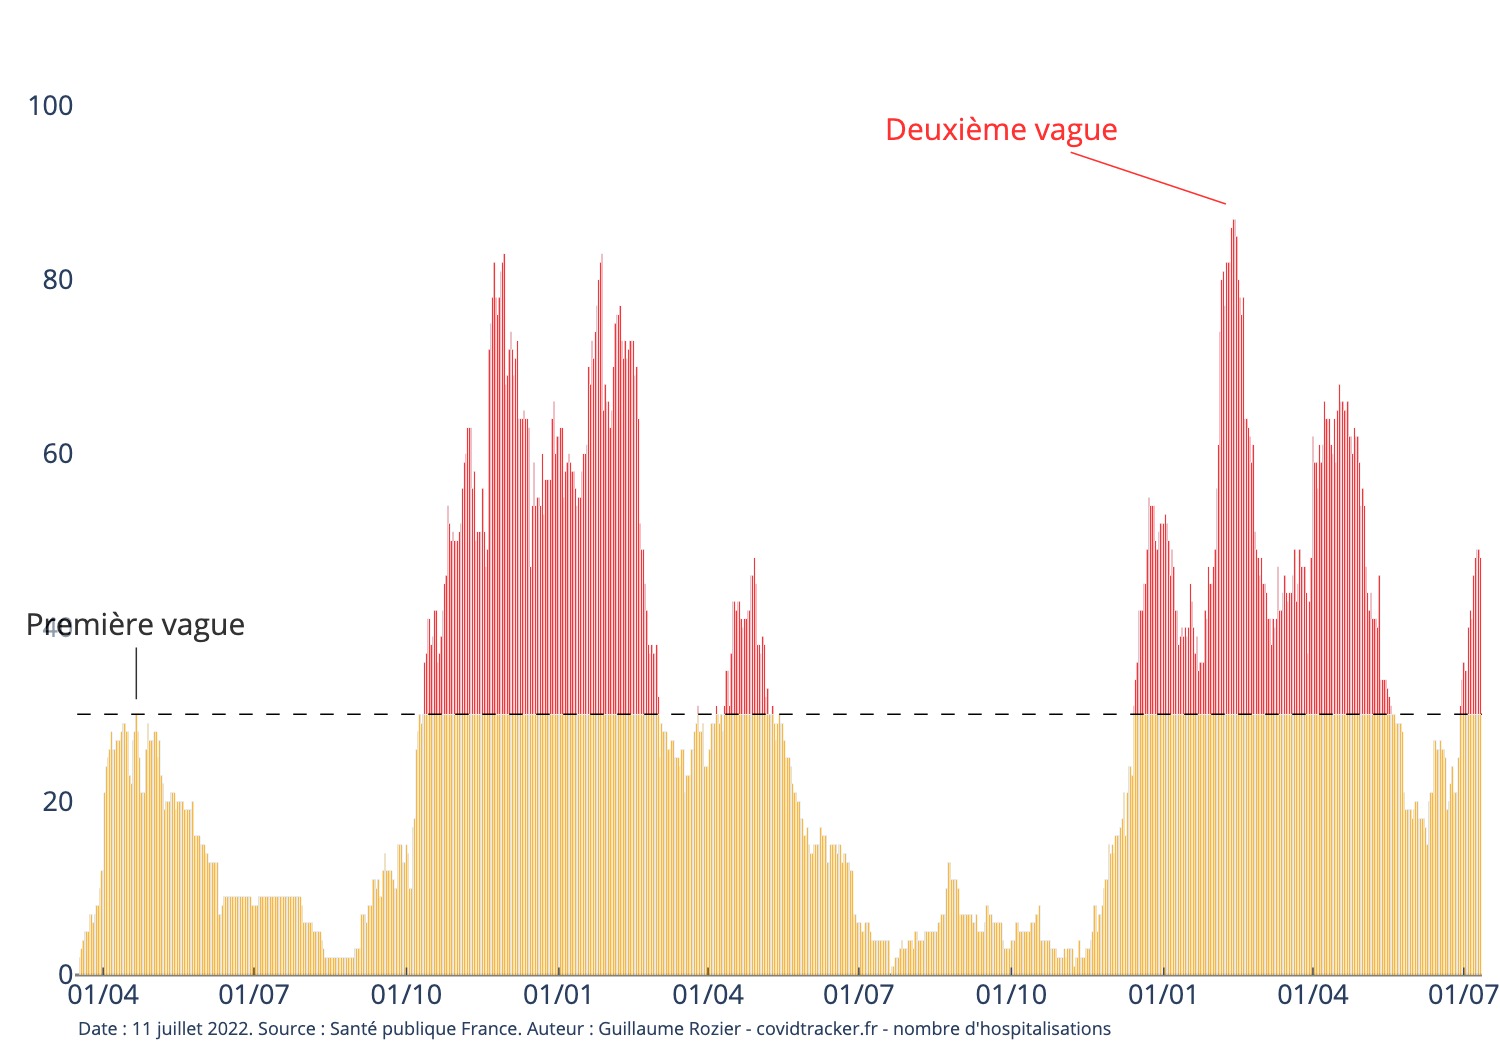 100
Deuxième vague
80
60
Première vague
40
20
0
01/04 01/07 01/10 01/01 01/04 01/07 01/10 01/01 01/04 01/07
Date : 11 juillet 2022. Source : Santé publique France. Auteur : Guillaume Rozier - covidtracker.fr - nombre d'hospitalisations